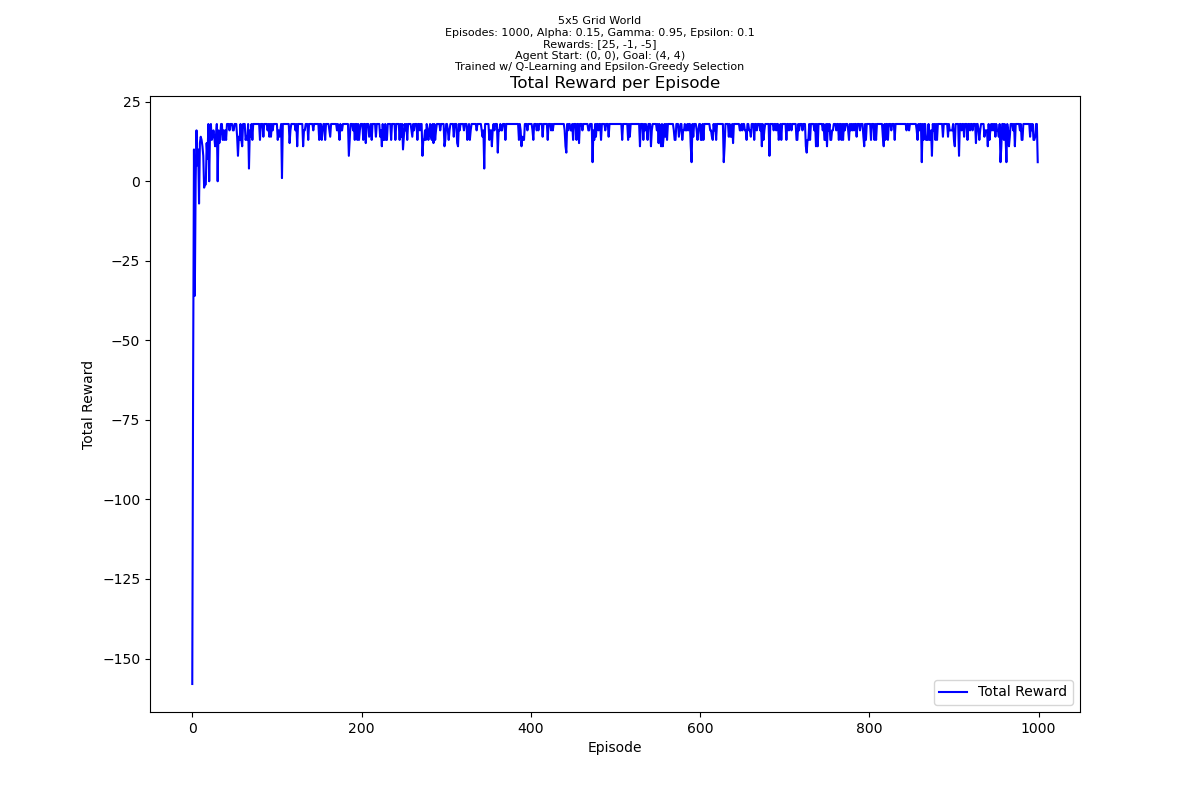 5x5 Grid World
Episodes: 1000, Alpha: 0.15, Gamma: 0.95, Epsilon: 0.1
Rewards: [25, -1, -5]
Agent Start: (0, 0), Goal: (4, 4)
Trained w/ Q-Learning and Epsilon-Greedy Selection
Total Reward per Episode
25
0
−25
−50
−75
−100
−125
−150
Total Reward
Total Reward
0
200
400
600
800
1000
Episode